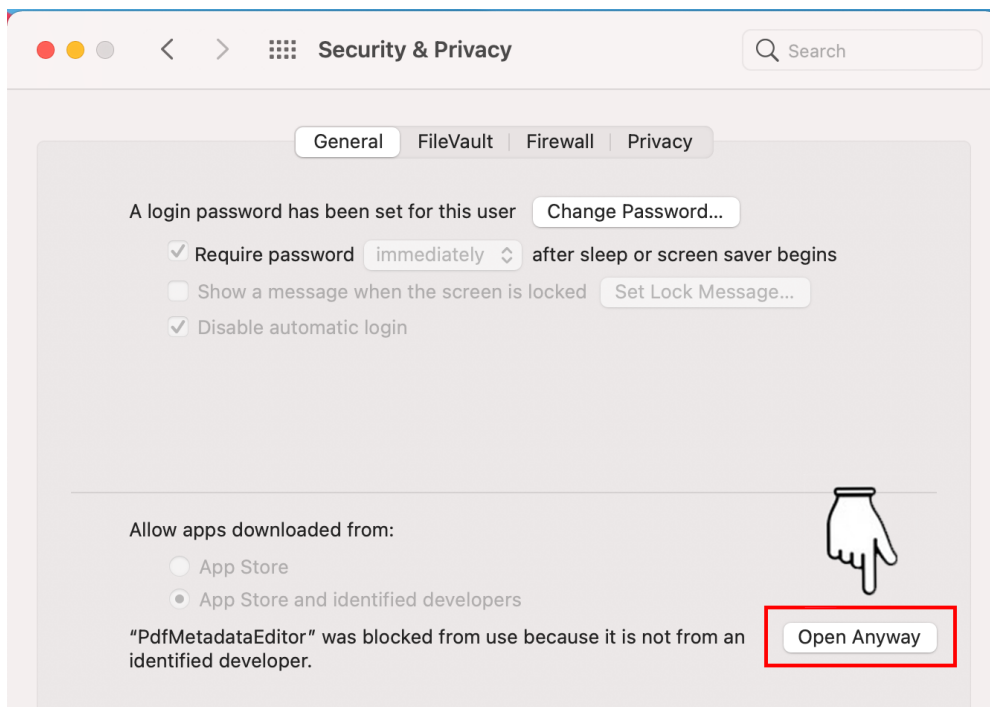 Security & Privacy
Search
General
FileVault
Firewall
Privacy
A login password has been set for this user
Change Password...
Require password
immediately
after sleep or screen saver begins
Show a message when the screen is locked
Set Lock Message...
Disable automatic login
Allow apps downloaded from:
App Store
App Store and identified developers
“PdfMetadataEditor” was blocked from use because it is not from an
identified developer.
Open Anyway